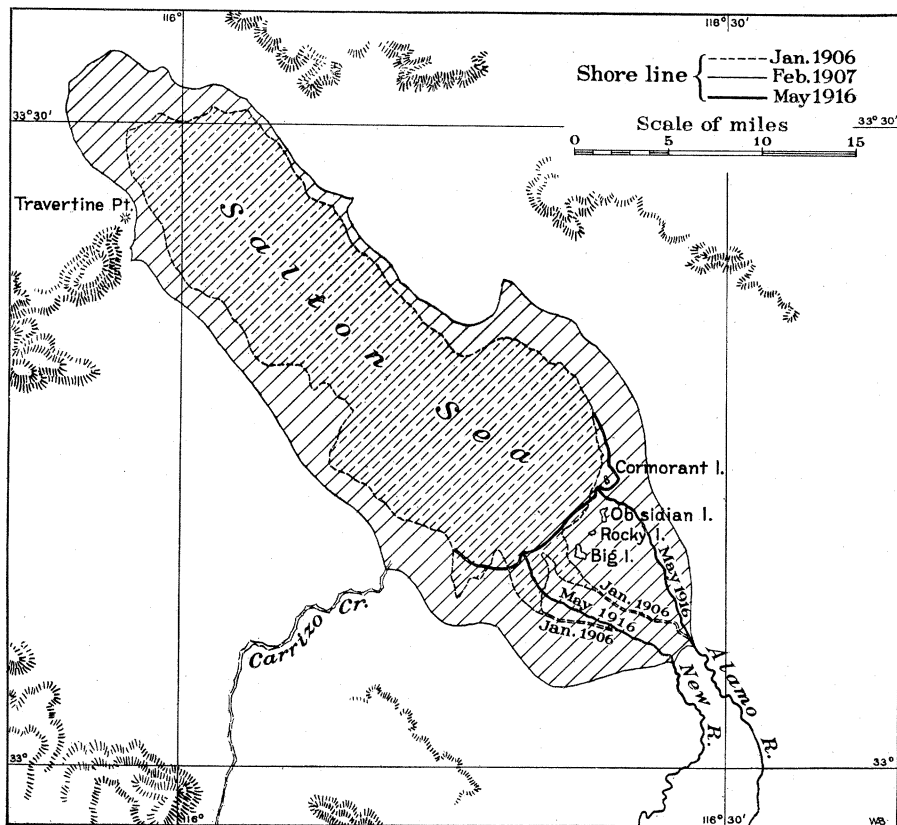 116°
116° 30'
Shore line
Jan. 1906
Feb. 1907
May 1916
Scale of miles
0 5 10 15
33° 30'
33° 30'
Travertine Pt.
Salton Sea
Cormorant I.
Obsidian I.
Rocky I.
Big I.
May 1916
Jan. 1906
May 1916
Jan. 1906
Carrizo Cr.
Alamo R.
New R.
33°
116°
116° 30'
WB